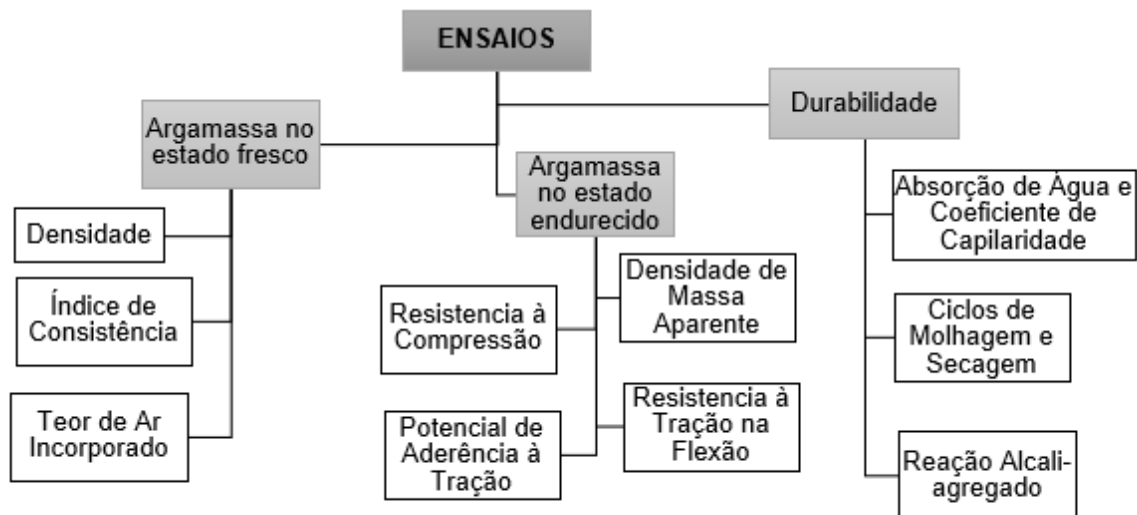 ENSAIOS
Argamassa no
estado fresco
Densidade
Índice de
Consistência
Teor de Ar
Incorporado
Argamassa
no estado
endurecido
Resistencia à
Compressão
Densidade de
Massa
Aparente
Potencial de
Aderência à
Tração
Resistencia à
Tração na
Flexão
Durabilidade
Absorção de Água e
Coeficiente de
Capilaridade
Ciclos de
Molhagem e
Secagem
Reação Alcali-
agregado